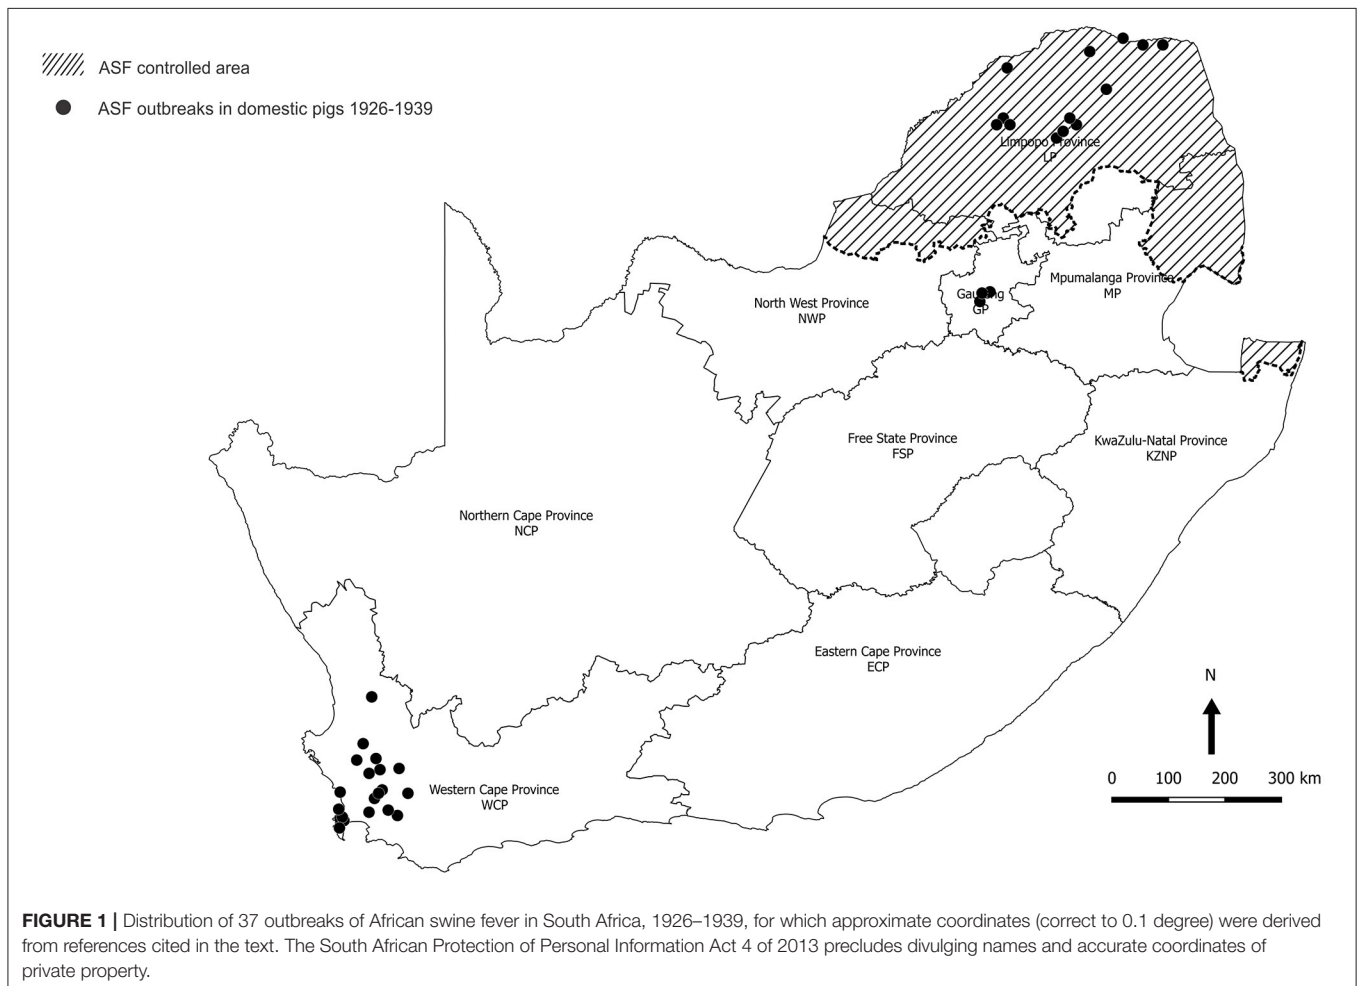 ASF controlled area
ASF outbreaks in domestic pigs 1926-1939
Limpopo Province
LP
Mpumalanga Province
MP
North West Province
NWP
Gauteng
GP
Free State Province
FSP
KwaZulu-Natal Province
KZNP
Northern Cape Province
NCP
Eastern Cape Province
ECP
Western Cape Province
WCP
N
0 100 200 300 km
FIGURE 1 | Distribution of 37 outbreaks of African swine fever in South Africa, 1926–1939, for which approximate coordinates (correct to 0.1 degree) were derived
from references cited in the text. The South African Protection of Personal Information Act 4 of 2013 precludes divulging names and accurate coordinates of
private property.